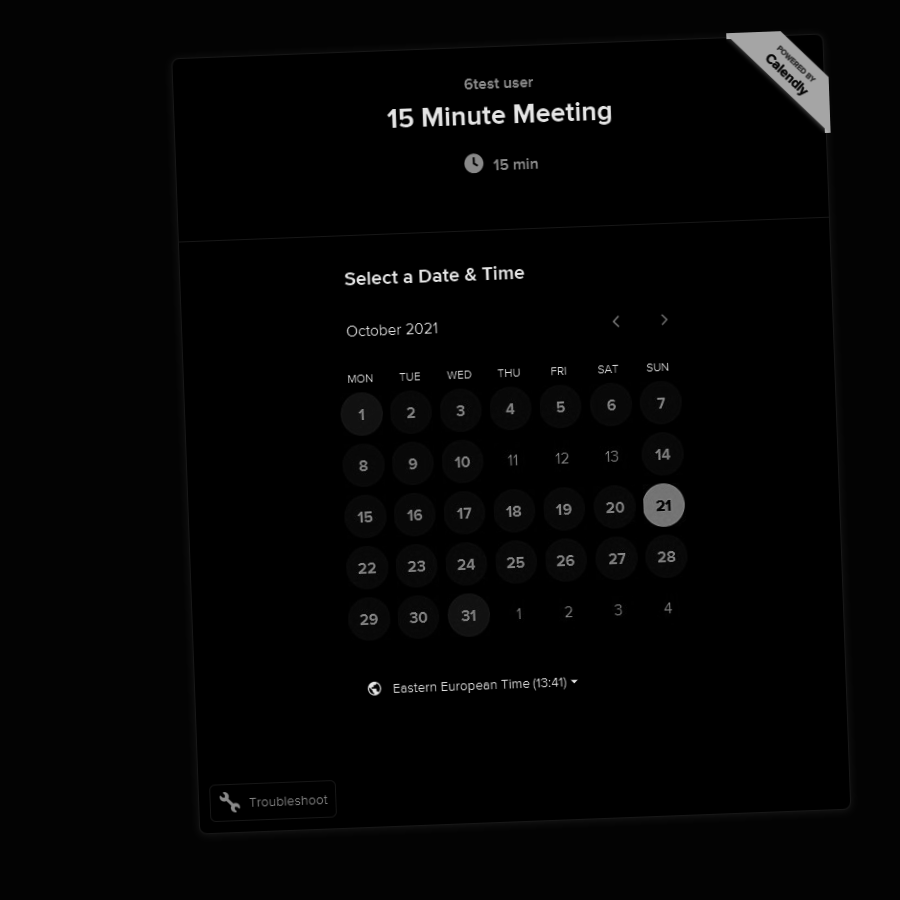 POWERED BY
Calendly
6test user
15 Minute Meeting
15 min
Select a Date & Time
October 2021
MON TUE WED THU FRI SAT SUN
1 2 3 4 5 6 7
8 9 10 11 12 13 14
15 16 17 18 19 20 21
22 23 24 25 26 27 28
29 30 31 1 2 3 4
Eastern European Time (13:41)
Troubleshoot